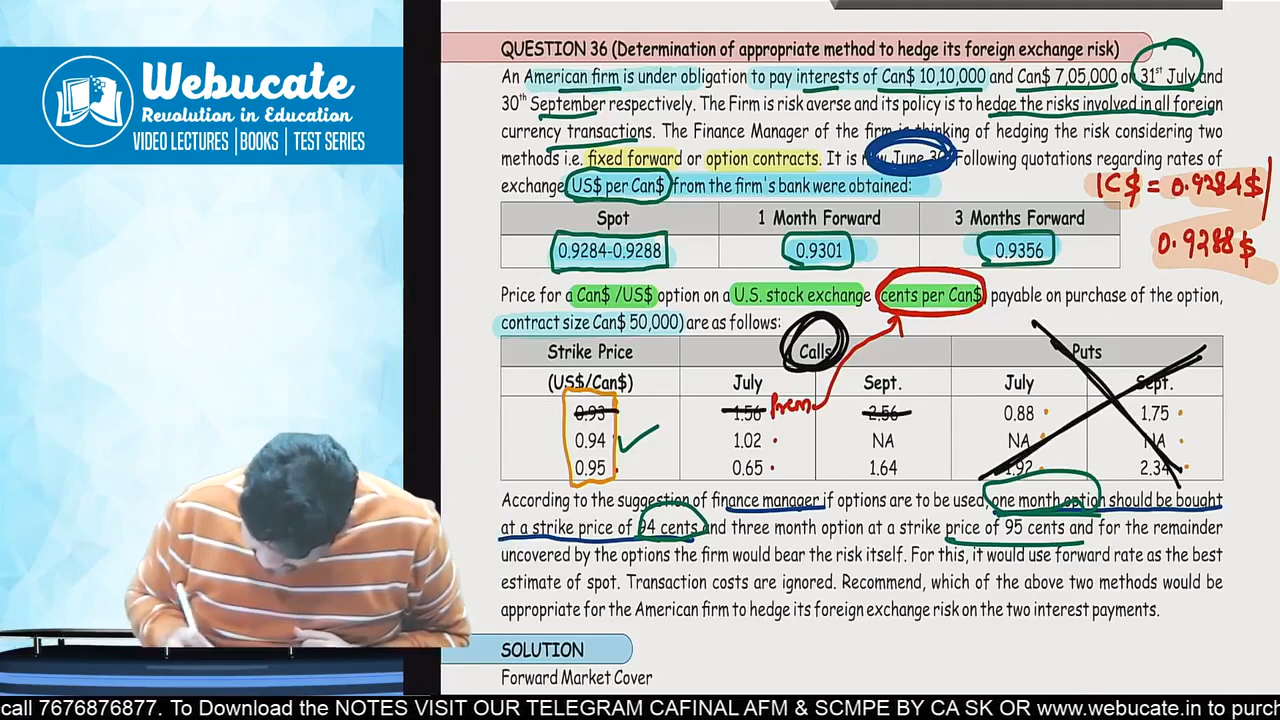 Webucate
Revolution in Education
VIDEO LECTURES | BOOKS | TEST SERIES
QUESTION 36 (Determination of appropriate method to hedge its foreign exchange risk)
An American firm is under obligation to pay interests of Can$ 10,10,000 and Can$ 7,05,000 on 31st July and
30th September respectively. The Firm is risk averse and its policy is to hedge the risks involved in all foreign
currency transactions. The Finance Manager of the firm is thinking of hedging the risk considering two
methods i.e. fixed forward or option contracts. It is now June 30. Following quotations regarding rates of
exchange, US$ per Can$, from the firm's bank were obtained:
1C$ = 0.9284$ |
0.9288$
Spot 1 Month Forward 3 Months Forward
0.9284-0.9288 0.9301 0.9356
Price for a Can$ /US$ option on a U.S. stock exchange (cents per Can$, payable on purchase of the option,
contract size Can$ 50,000) are as follows:
Strike Price Calls Puts
(US$/Can$) July Sept. July Sept.
0.93 1.56 Prem 2.56 0.88 1.75
0.94 1.02 NA NA NA
0.95 0.65 1.64 1.92 2.34
According to the suggestion of finance manager if options are to be used, one month option should be bought
at a strike price of 94 cents and three month option at a strike price of 95 cents and for the remainder
uncovered by the options the firm would bear the risk itself. For this, it would use forward rate as the best
estimate of spot. Transaction costs are ignored. Recommend, which of the above two methods would be
appropriate for the American firm to hedge its foreign exchange risk on the two interest payments.
SOLUTION
Forward Market Cover
call 7676876877. To Download the NOTES VISIT OUR TELEGRAM CAFINAL AFM & SCMPE BY CA SK OR www.webucate.in to purch